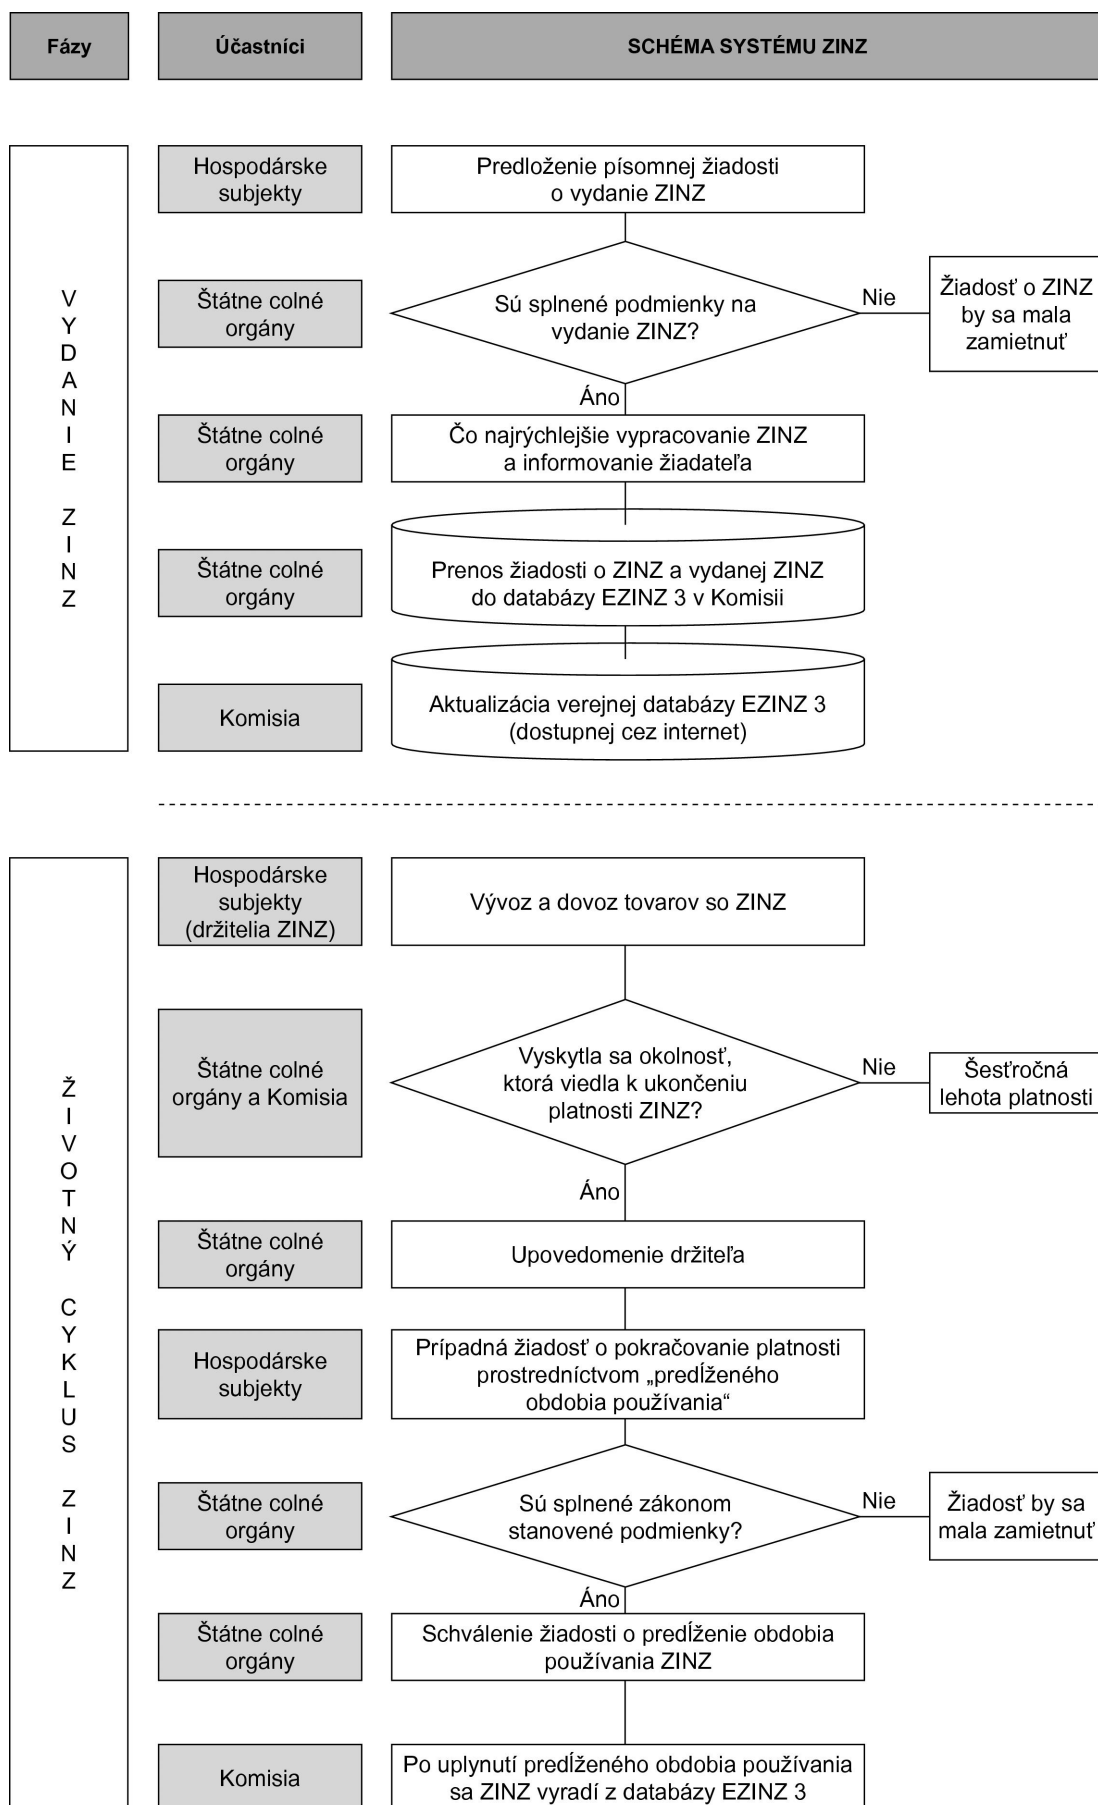 Fázy
Účastníci
SCHÉMA SYSTÉMU ZINZ
VYDANIE ZINZ
Hospodárske
subjekty
Predloženie písomnej žiadosti
o vydanie ZINZ
Štátne colné
orgány
Sú splnené podmienky na
vydanie ZINZ?
Nie
Žiadosť o ZINZ
by sa mala
zamietnuť
Áno
Štátne colné
orgány
Čo najrýchlejšie vypracovanie ZINZ
a informovanie žiadateľa
Štátne colné
orgány
Prenos žiadosti o ZINZ a vydanej ZINZ
do databázy EZINZ 3 v Komisii
Komisia
Aktualizácia verejnej databázy EZINZ 3
(dostupnej cez internet)
ŽIVOTNÝ CYKLUS ZINZ
Hospodárske
subjekty
(držitelia ZINZ)
Vývoz a dovoz tovarov so ZINZ
Štátne colné
orgány a Komisia
Vyskytla sa okolnosť,
ktorá viedla k ukončeniu
platnosti ZINZ?
Nie
Šesťročná
lehota platnosti
Áno
Štátne colné
orgány
Upovedomenie držiteľa
Hospodárske
subjekty
Prípadná žiadosť o pokračovanie platnosti
prostredníctvom „predĺženého
obdobia používania“
Štátne colné
orgány
Sú splnené zákonom
stanovené podmienky?
Nie
Žiadosť by sa
mala zamietnuť
Áno
Štátne colné
orgány
Schválenie žiadosti o predĺženie obdobia
používania ZINZ
Komisia
Po uplynutí predĺženého obdobia používania
sa ZINZ vyradí z databázy EZINZ 3